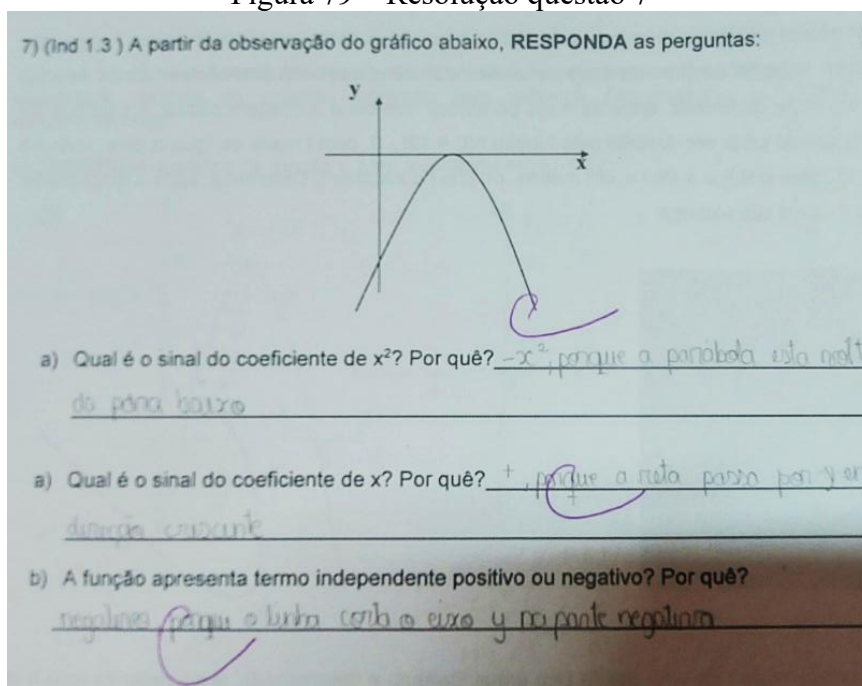 Figura 79 – Resolução questão 7
7) (Ind 1.3 ) A partir da observação do gráfico abaixo, RESPONDA as perguntas:
y
x
a) Qual é o sinal do coeficiente de x²? Por quê? -x², porque a parábola esta nolt
do para baixo
a) Qual é o sinal do coeficiente de x? Por quê? +, porque a reta passa por y em
direção crescente
b) A função apresenta termo independente positivo ou negativo? Por quê?
negativo porque a linha corta o eixo y na parte negativa